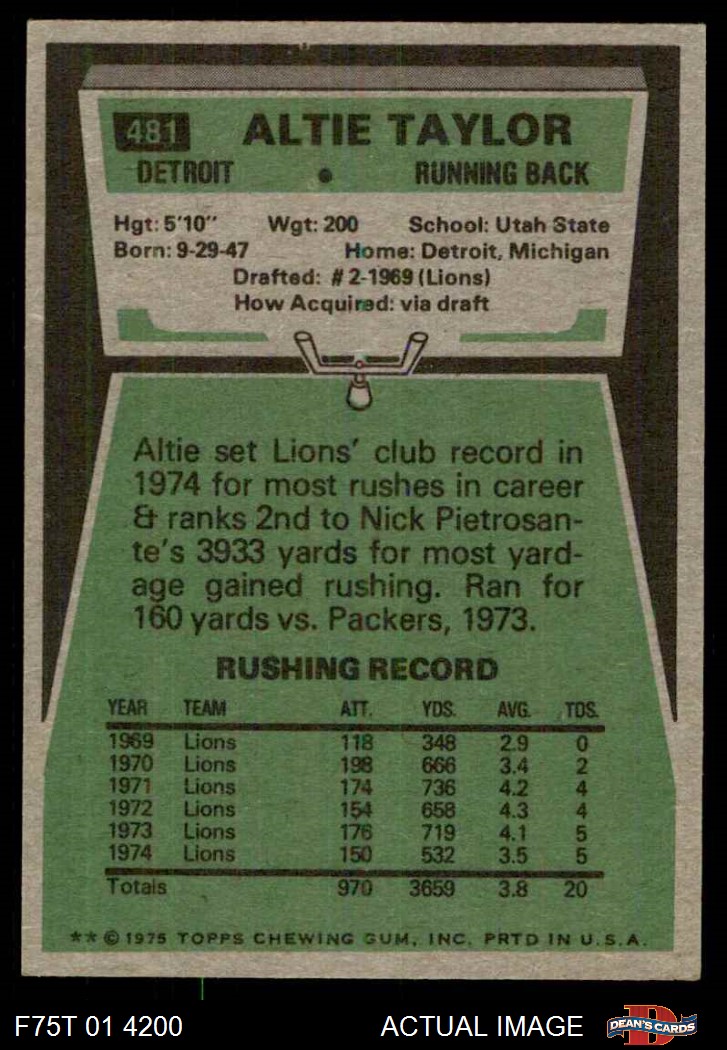 481 ALTIE TAYLOR
DETROIT • RUNNING BACK
Hgt: 5'10" Wgt: 200 School: Utah State
Born: 9-29-47 Home: Detroit, Michigan
Drafted: #2-1969 (Lions)
How Acquired: via draft
Altie set Lions' club record in
1974 for most rushes in career
& ranks 2nd to Nick Pietrosan-
te's 3933 yards for most yard-
age gained rushing. Ran for
160 yards vs. Packers, 1973.
RUSHING RECORD
YEAR TEAM ATT. YDS. AVG. TDS.
1969 Lions 118 348 2.9 0
1970 Lions 198 666 3.4 2
1971 Lions 174 736 4.2 4
1972 Lions 154 658 4.3 4
1973 Lions 176 719 4.1 5
1974 Lions 150 532 3.5 5
Totals 970 3659 3.8 20
** © 1975 TOPPS CHEWING GUM, INC. PRTD IN U.S.A.
F75T 01 4200 ACTUAL IMAGE D DEAN'S CARDS